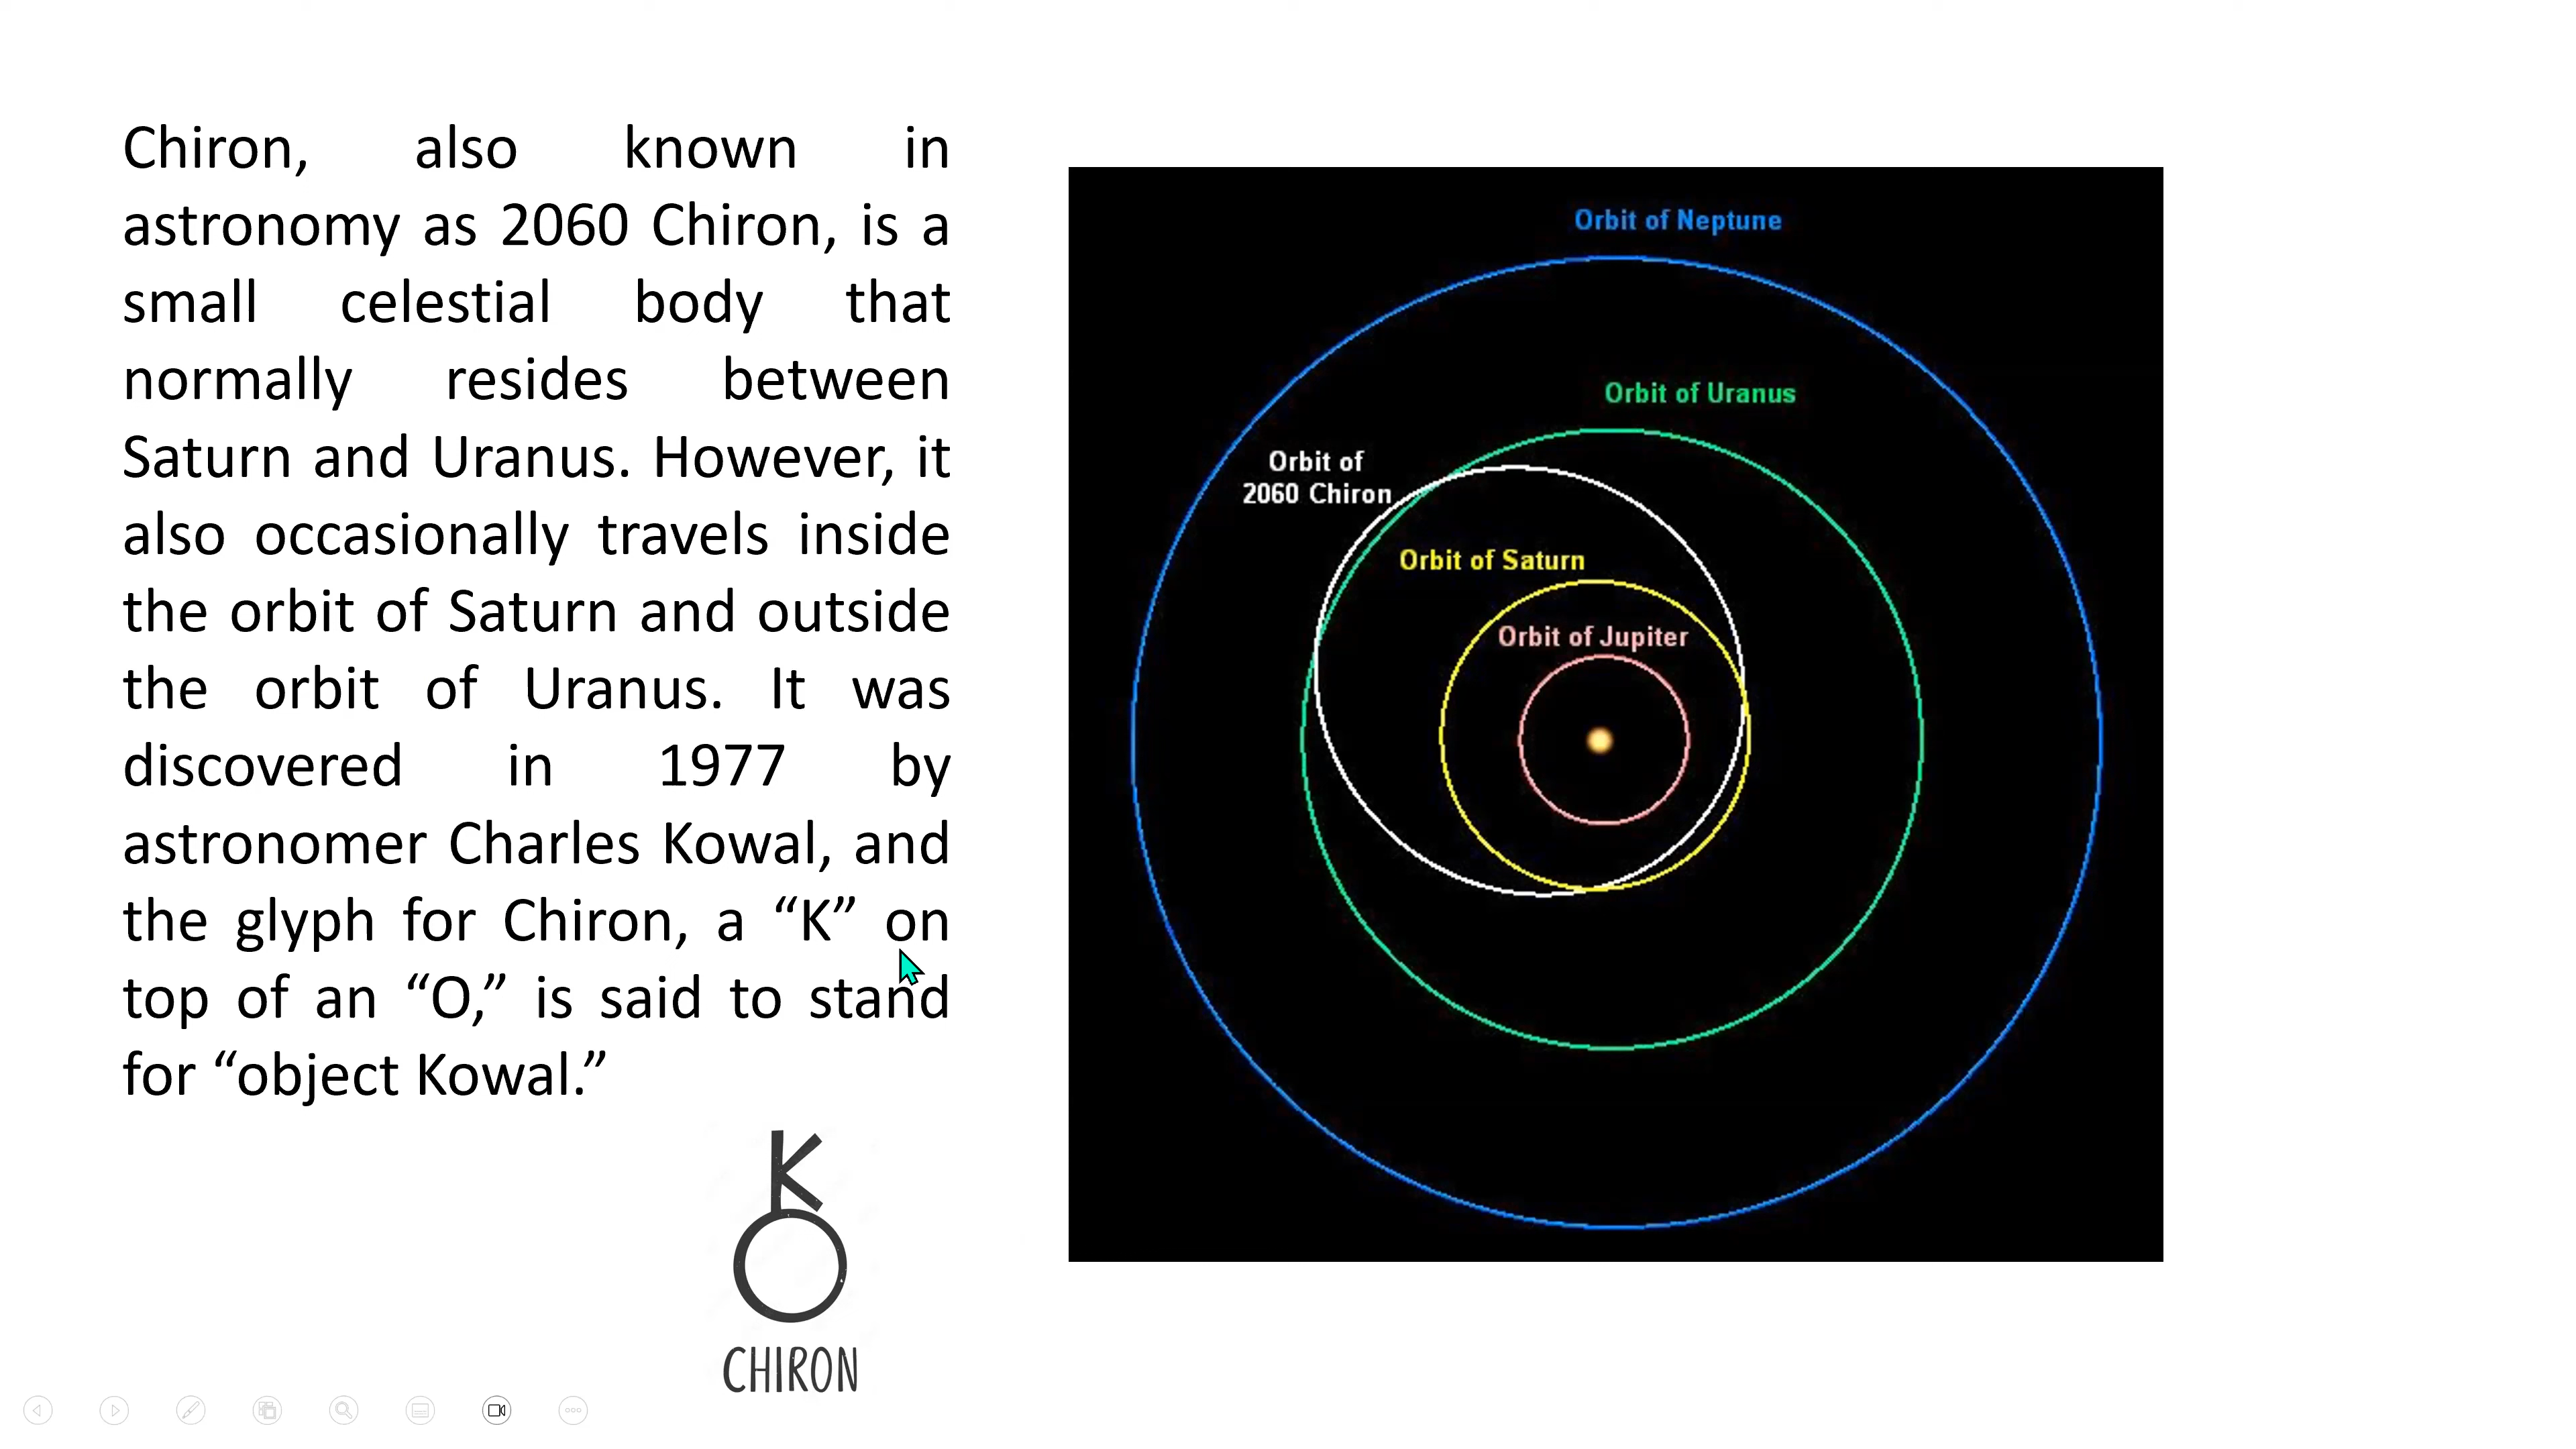 Chiron, also known in
astronomy as 2060 Chiron, is a
small celestial body that
normally resides between
Saturn and Uranus. However, it
also occasionally travels inside
the orbit of Saturn and outside
the orbit of Uranus. It was
discovered in 1977 by
astronomer Charles Kowal, and
the glyph for Chiron, a “K” on
top of an “O,” is said to stand
for “object Kowal.”
K
O
CHIRON
Orbit of Neptune
Orbit of Uranus
Orbit of
2060 Chiron
Orbit of Saturn
Orbit of Jupiter